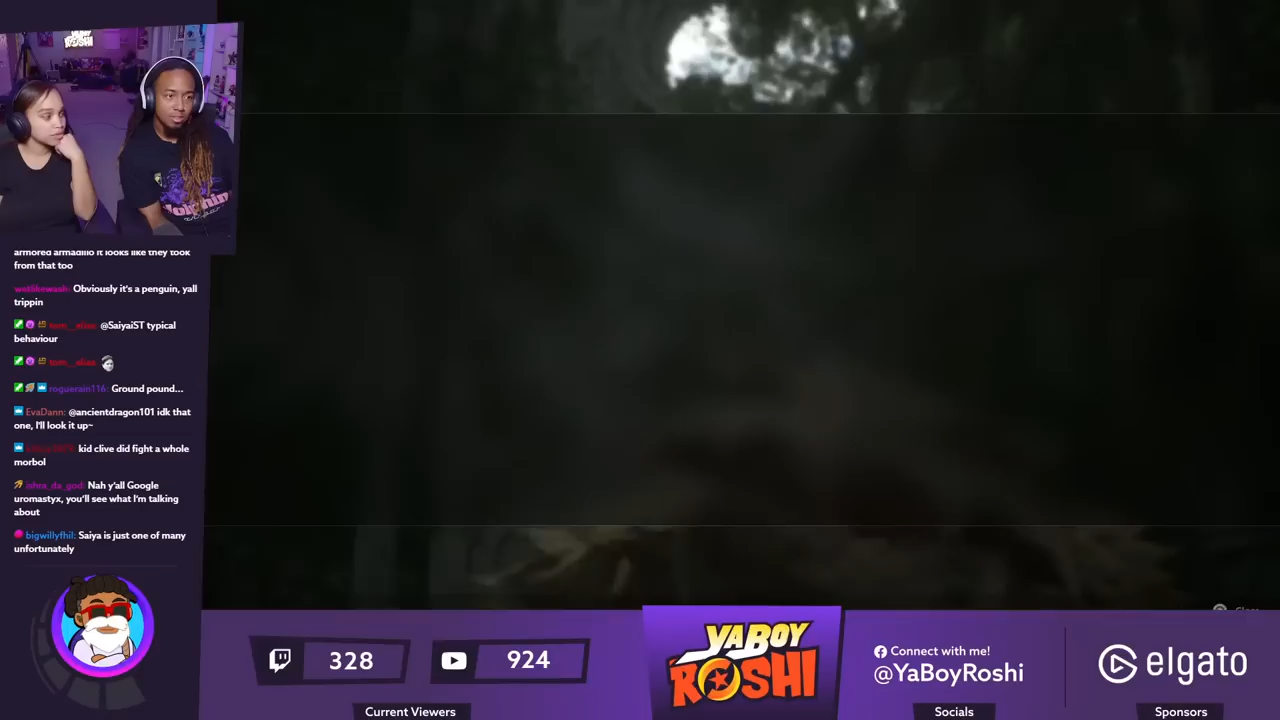 armored armadillo it looks like they took
from that too
wetlikewash: Obviously it's a penguin, yall
trippin
@SaiyaiST typical
behaviour
roguerain116: Ground pound...
EvaDann: @ancientdragon101 idk that
one, I'll look it up~
kid clive did fight a whole
morbol
ishra_da_god: Nah y'all Google
uromastyx, you'll see what I'm talking
about
bigwillyfhil: Saiya is just one of many
unfortunately
328
924
Current Viewers
YABOY
ROSHI
Connect with me!
@YaBoyRoshi
Socials
elgato
Sponsors